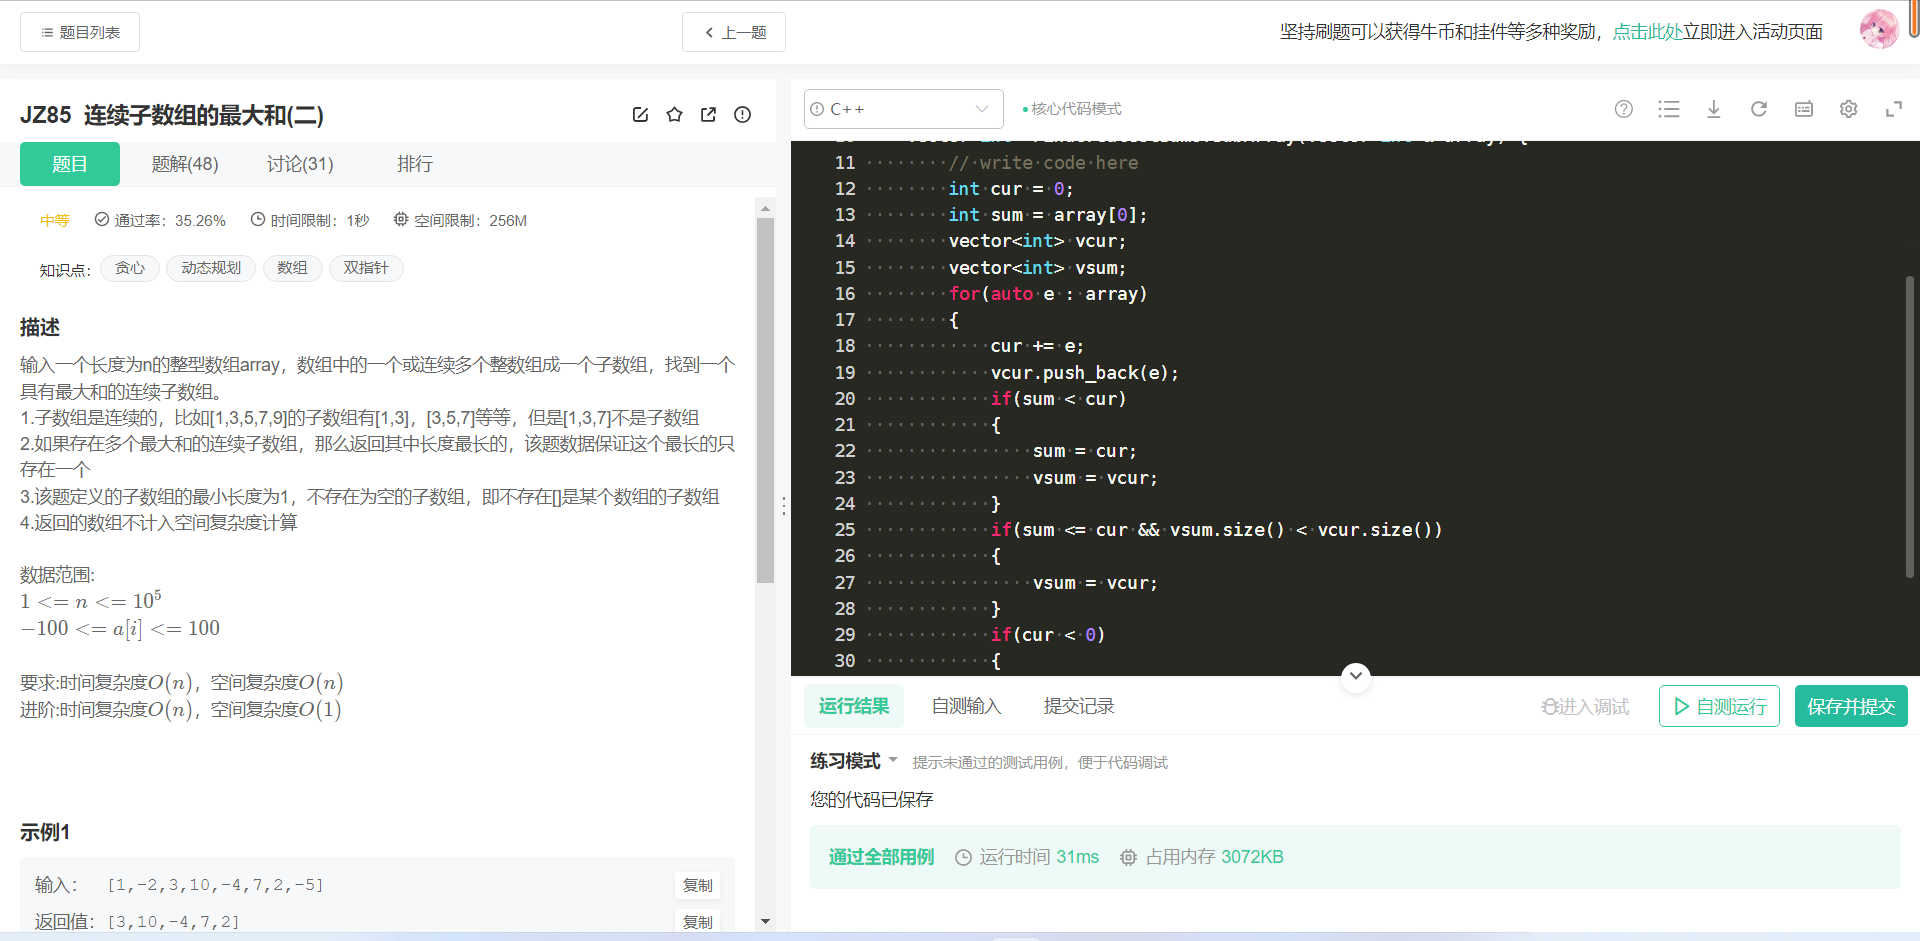 题目列表
上一题
坚持刷题可以获得牛币和挂件等多种奖励，点击此处立即进入活动页面
JZ85 连续子数组的最大和(二)
题目 题解(48) 讨论(31) 排行
中等 通过率：35.26% 时间限制：1秒 空间限制：256M
知识点： 贪心 动态规划 数组 双指针
描述
输入一个长度为n的整型数组array，数组中的一个或连续多个整数组成一个子数组，找到一个
具有最大和的连续子数组。
1.子数组是连续的，比如[1,3,5,7,9]的子数组有[1,3]，[3,5,7]等等，但是[1,3,7]不是子数组
2.如果存在多个最大和的连续子数组，那么返回其中长度最长的，该题数据保证这个最长的只
存在一个
3.该题定义的子数组的最小长度为1，不存在为空的子数组，即不存在[]是某个数组的子数组
4.返回的数组不计入空间复杂度计算
数据范围:
1 <= n <= 10⁵
−100 <= a[i] <= 100
要求:时间复杂度O(n)，空间复杂度O(n)
进阶:时间复杂度O(n)，空间复杂度O(1)
示例1
输入： [1,-2,3,10,-4,7,2,-5] 复制
返回值： [3,10,-4,7,2] 复制
C++ 核心代码模式
11 // write code here
12 int cur = 0;
13 int sum = array[0];
14 vector<int> vcur;
15 vector<int> vsum;
16 for(auto e : array)
17 {
18 cur += e;
19 vcur.push_back(e);
20 if(sum < cur)
21 {
22 sum = cur;
23 vsum = vcur;
24 }
25 if(sum <= cur && vsum.size() < vcur.size())
26 {
27 vsum = vcur;
28 }
29 if(cur < 0)
30 {
运行结果 自测输入 提交记录 进入调试 自测运行 保存并提交
练习模式 提示未通过的测试用例，便于代码调试
您的代码已保存
通过全部用例 运行时间 31ms 占用内存 3072KB